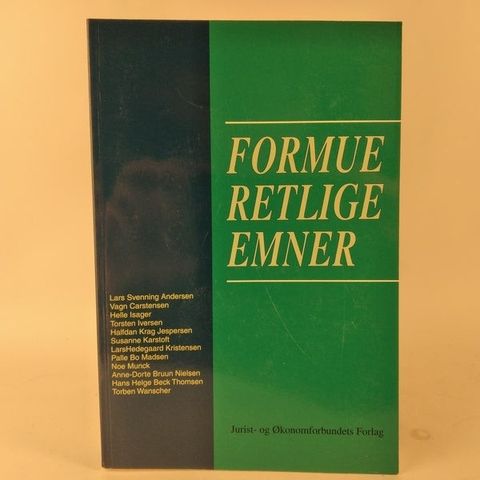 FORMUE
RETLIGE
EMNER
Lars Svenning Andersen
Vagn Carstensen
Helle Isager
Torsten Iversen
Halfdan Krag Jespersen
Susanne Karstoft
LarsHedegaard Kristensen
Palle Bo Madsen
Noe Munck
Anne-Dorte Bruun Nielsen
Hans Helge Beck Thomsen
Torben Wanscher
Jurist- og Økonomforbundets Forlag